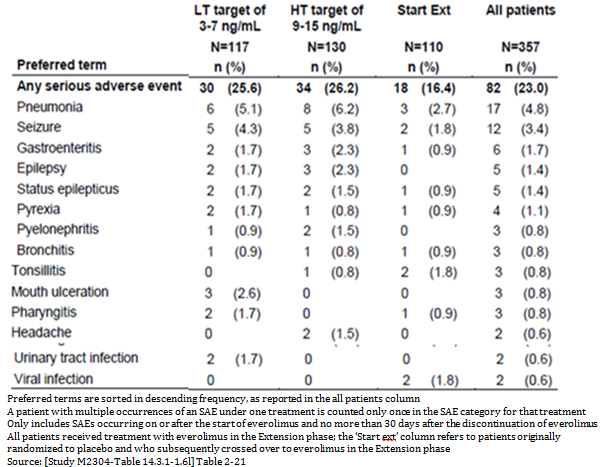 LT target of 3-7 ng/mL HT target of 9-15 ng/mL Start Ext All patients
N=117 N=130 N=110 N=357
Preferred term n (%) n (%) n (%) n (%)
Any serious adverse event 30 (25.6) 34 (26.2) 18 (16.4) 82 (23.0)
Pneumonia 6 (5.1) 8 (6.2) 3 (2.7) 17 (4.8)
Seizure 5 (4.3) 5 (3.8) 2 (1.8) 12 (3.4)
Gastroenteritis 2 (1.7) 3 (2.3) 1 (0.9) 6 (1.7)
Epilepsy 2 (1.7) 3 (2.3) 0 5 (1.4)
Status epilepticus 2 (1.7) 2 (1.5) 1 (0.9) 5 (1.4)
Pyrexia 2 (1.7) 1 (0.8) 1 (0.9) 4 (1.1)
Pyelonephritis 1 (0.9) 2 (1.5) 0 3 (0.8)
Bronchitis 1 (0.9) 1 (0.8) 1 (0.9) 3 (0.8)
Tonsillitis 0 1 (0.8) 2 (1.8) 3 (0.8)
Mouth ulceration 3 (2.6) 0 0 3 (0.8)
Pharyngitis 2 (1.7) 0 1 (0.9) 3 (0.8)
Headache 0 2 (1.5) 0 2 (0.6)
Urinary tract infection 2 (1.7) 0 0 2 (0.6)
Viral infection 0 0 2 (1.8) 2 (0.6)
Preferred terms are sorted in descending frequency, as reported in the all patients column
A patient with multiple occurrences of an SAE under one treatment is counted only once in the SAE category for that treatment
Only includes SAEs occurring on or after the start of everolimus and no more than 30 days after the discontinuation of everolimus
All patients received treatment with everolimus in the Extension phase; the 'Start ext' column refers to patients originally
randomized to placebo and who subsequently crossed over to everolimus in the Extension phase
Source: [Study M2304-Table 14.3.1-1.6l] Table 2-21